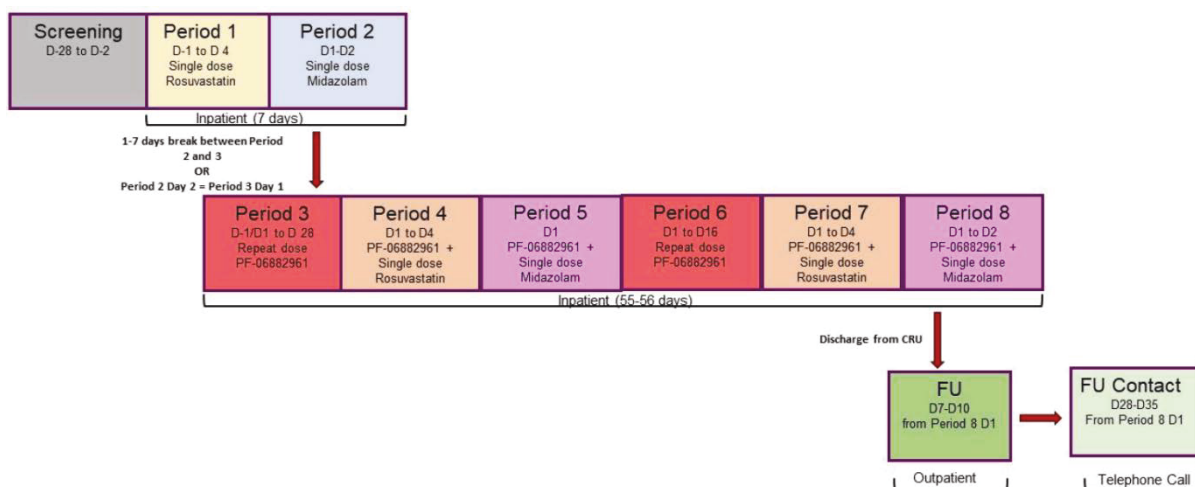 Screening
D-28 to D-2
Period 1
D-1 to D 4
Single dose
Rosuvastatin
Period 2
D1-D2
Single dose
Midazolam
Inpatient (7 days)
1-7 days break between Period
2 and 3
OR
Period 2 Day 2 = Period 3 Day 1
Period 3
D-1/D1 to D 28
Repeat dose
PF-06882961
Period 4
D1 to D4
PF-06882961 +
Single dose
Rosuvastatin
Period 5
D1
PF-06882961 +
Single dose
Midazolam
Period 6
D1 to D16
Repeat dose
PF-06882961
Period 7
D1 to D4
PF-06882961 +
Single dose
Rosuvastatin
Period 8
D1 to D2
PF-06882961 +
Single dose
Midazolam
Inpatient (55-56 days)
Discharge from CRU
FU
D7-D10
from Period 8 D1
Outpatient
FU Contact
D28-D35
From Period 8 D1
Telephone Call